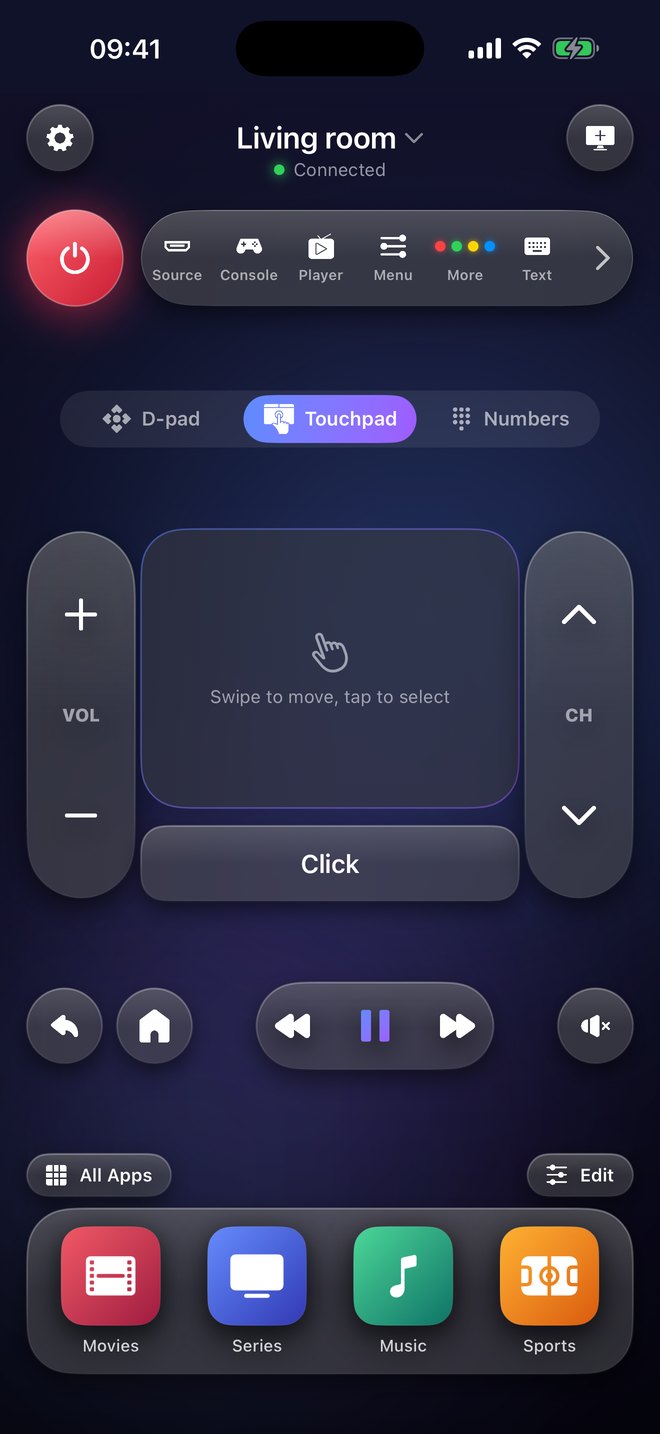 09:41
Living room
Connected
Source Console Player Menu More Text
D-pad Touchpad Numbers
Swipe to move, tap to select
VOL
CH
Click
All Apps
Edit
Movies Series Music Sports